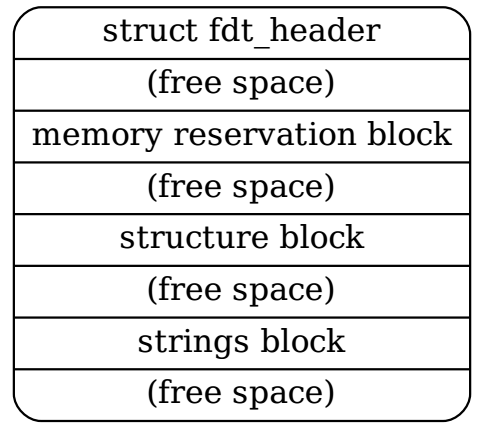 struct fdt_header
(free space)
memory reservation block
(free space)
structure block
(free space)
strings block
(free space)